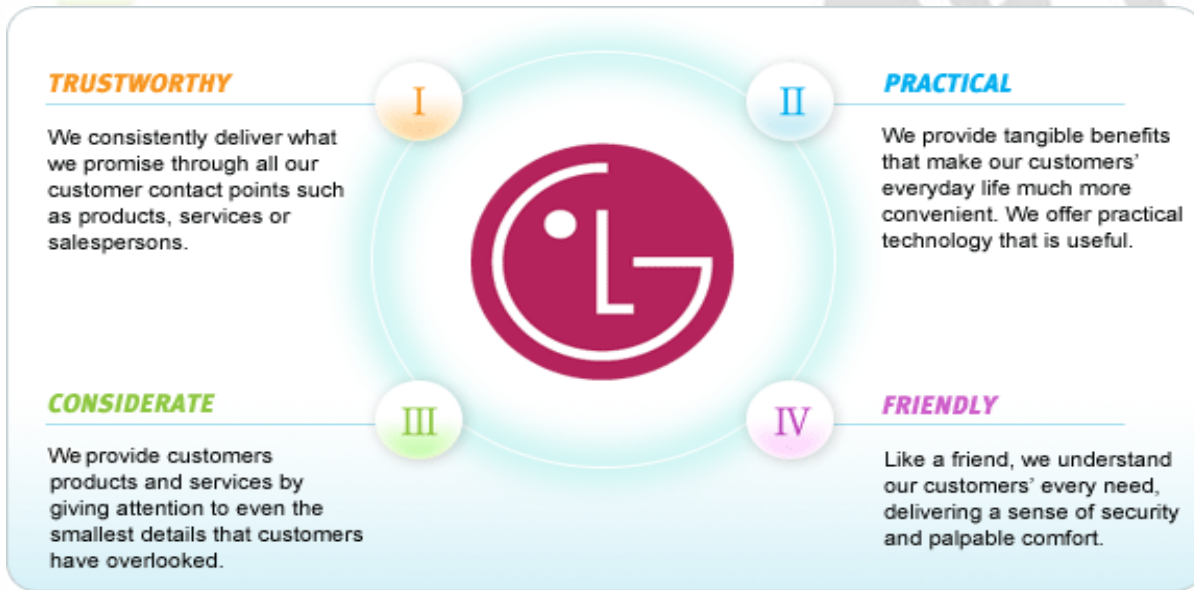 TRUSTWORTHY
I
We consistently deliver what
we promise through all our
customer contact points such
as products, services or
salespersons.
II
PRACTICAL
We provide tangible benefits
that make our customers’
everyday life much more
convenient. We offer practical
technology that is useful.
LG
CONSIDERATE
III
We provide customers
products and services by
giving attention to even the
smallest details that customers
have overlooked.
IV
FRIENDLY
Like a friend, we understand
our customers’ every need,
delivering a sense of security
and palpable comfort.